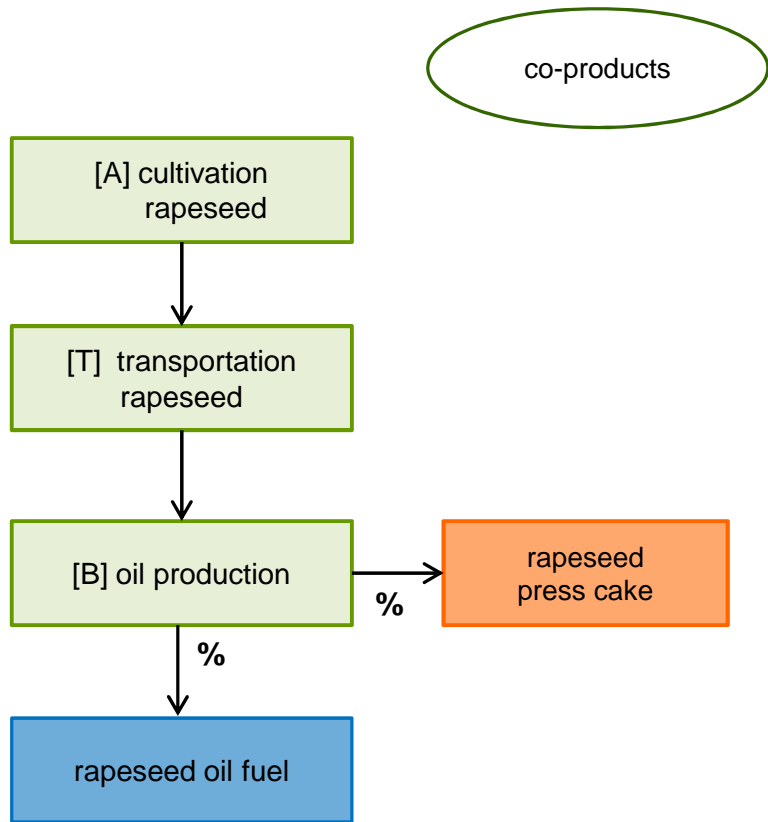 co-products
[A] cultivation
rapeseed
[T] transportation
rapeseed
[B] oil production
rapeseed
press cake
%
%
rapeseed oil fuel